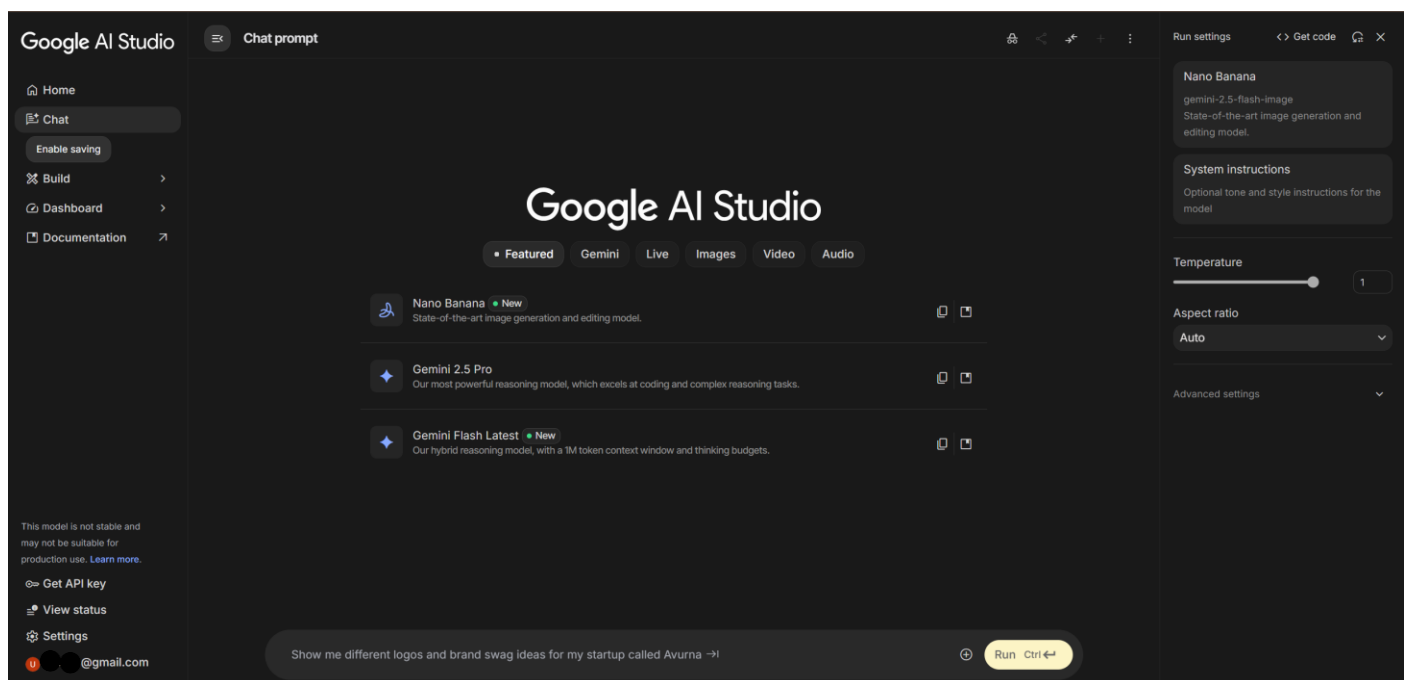 Google AI Studio
Home
Chat
Enable saving
Build
Dashboard
Documentation
This model is not stable and
may not be suitable for
production use. Learn more.
Get API key
View status
Settings
U @gmail.com
Chat prompt
Google AI Studio
Featured Gemini Live Images Video Audio
Nano Banana New
State-of-the-art image generation and editing model.
Gemini 2.5 Pro
Our most powerful reasoning model, which excels at coding and complex reasoning tasks.
Gemini Flash Latest New
Our hybrid reasoning model, with a 1M token context window and thinking budgets.
Show me different logos and brand swag ideas for my startup called Avurna
Run Ctrl
Run settings <> Get code
Nano Banana
gemini-2.5-flash-image
State-of-the-art image generation and
editing model.
System instructions
Optional tone and style instructions for the
model
Temperature
1
Aspect ratio
Auto
Advanced settings